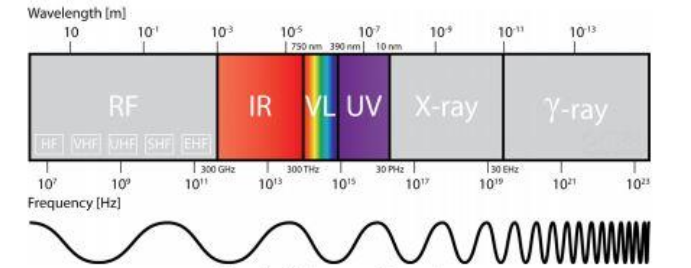 Wavelength [m]
10 10⁻¹ 10⁻³ 10⁻⁵ 10⁻⁷ 10⁻⁹ 10⁻¹¹ 10⁻¹³
750 nm 390 nm 10 nm
RF IR VL UV X-ray γ-ray
HF VHF UHF SHF EHF
300 GHz 300 THz 30 PHz 30 EHz
10⁷ 10⁹ 10¹¹ 10¹³ 10¹⁵ 10¹⁷ 10¹⁹ 10²¹ 10²³
Frequency [Hz]